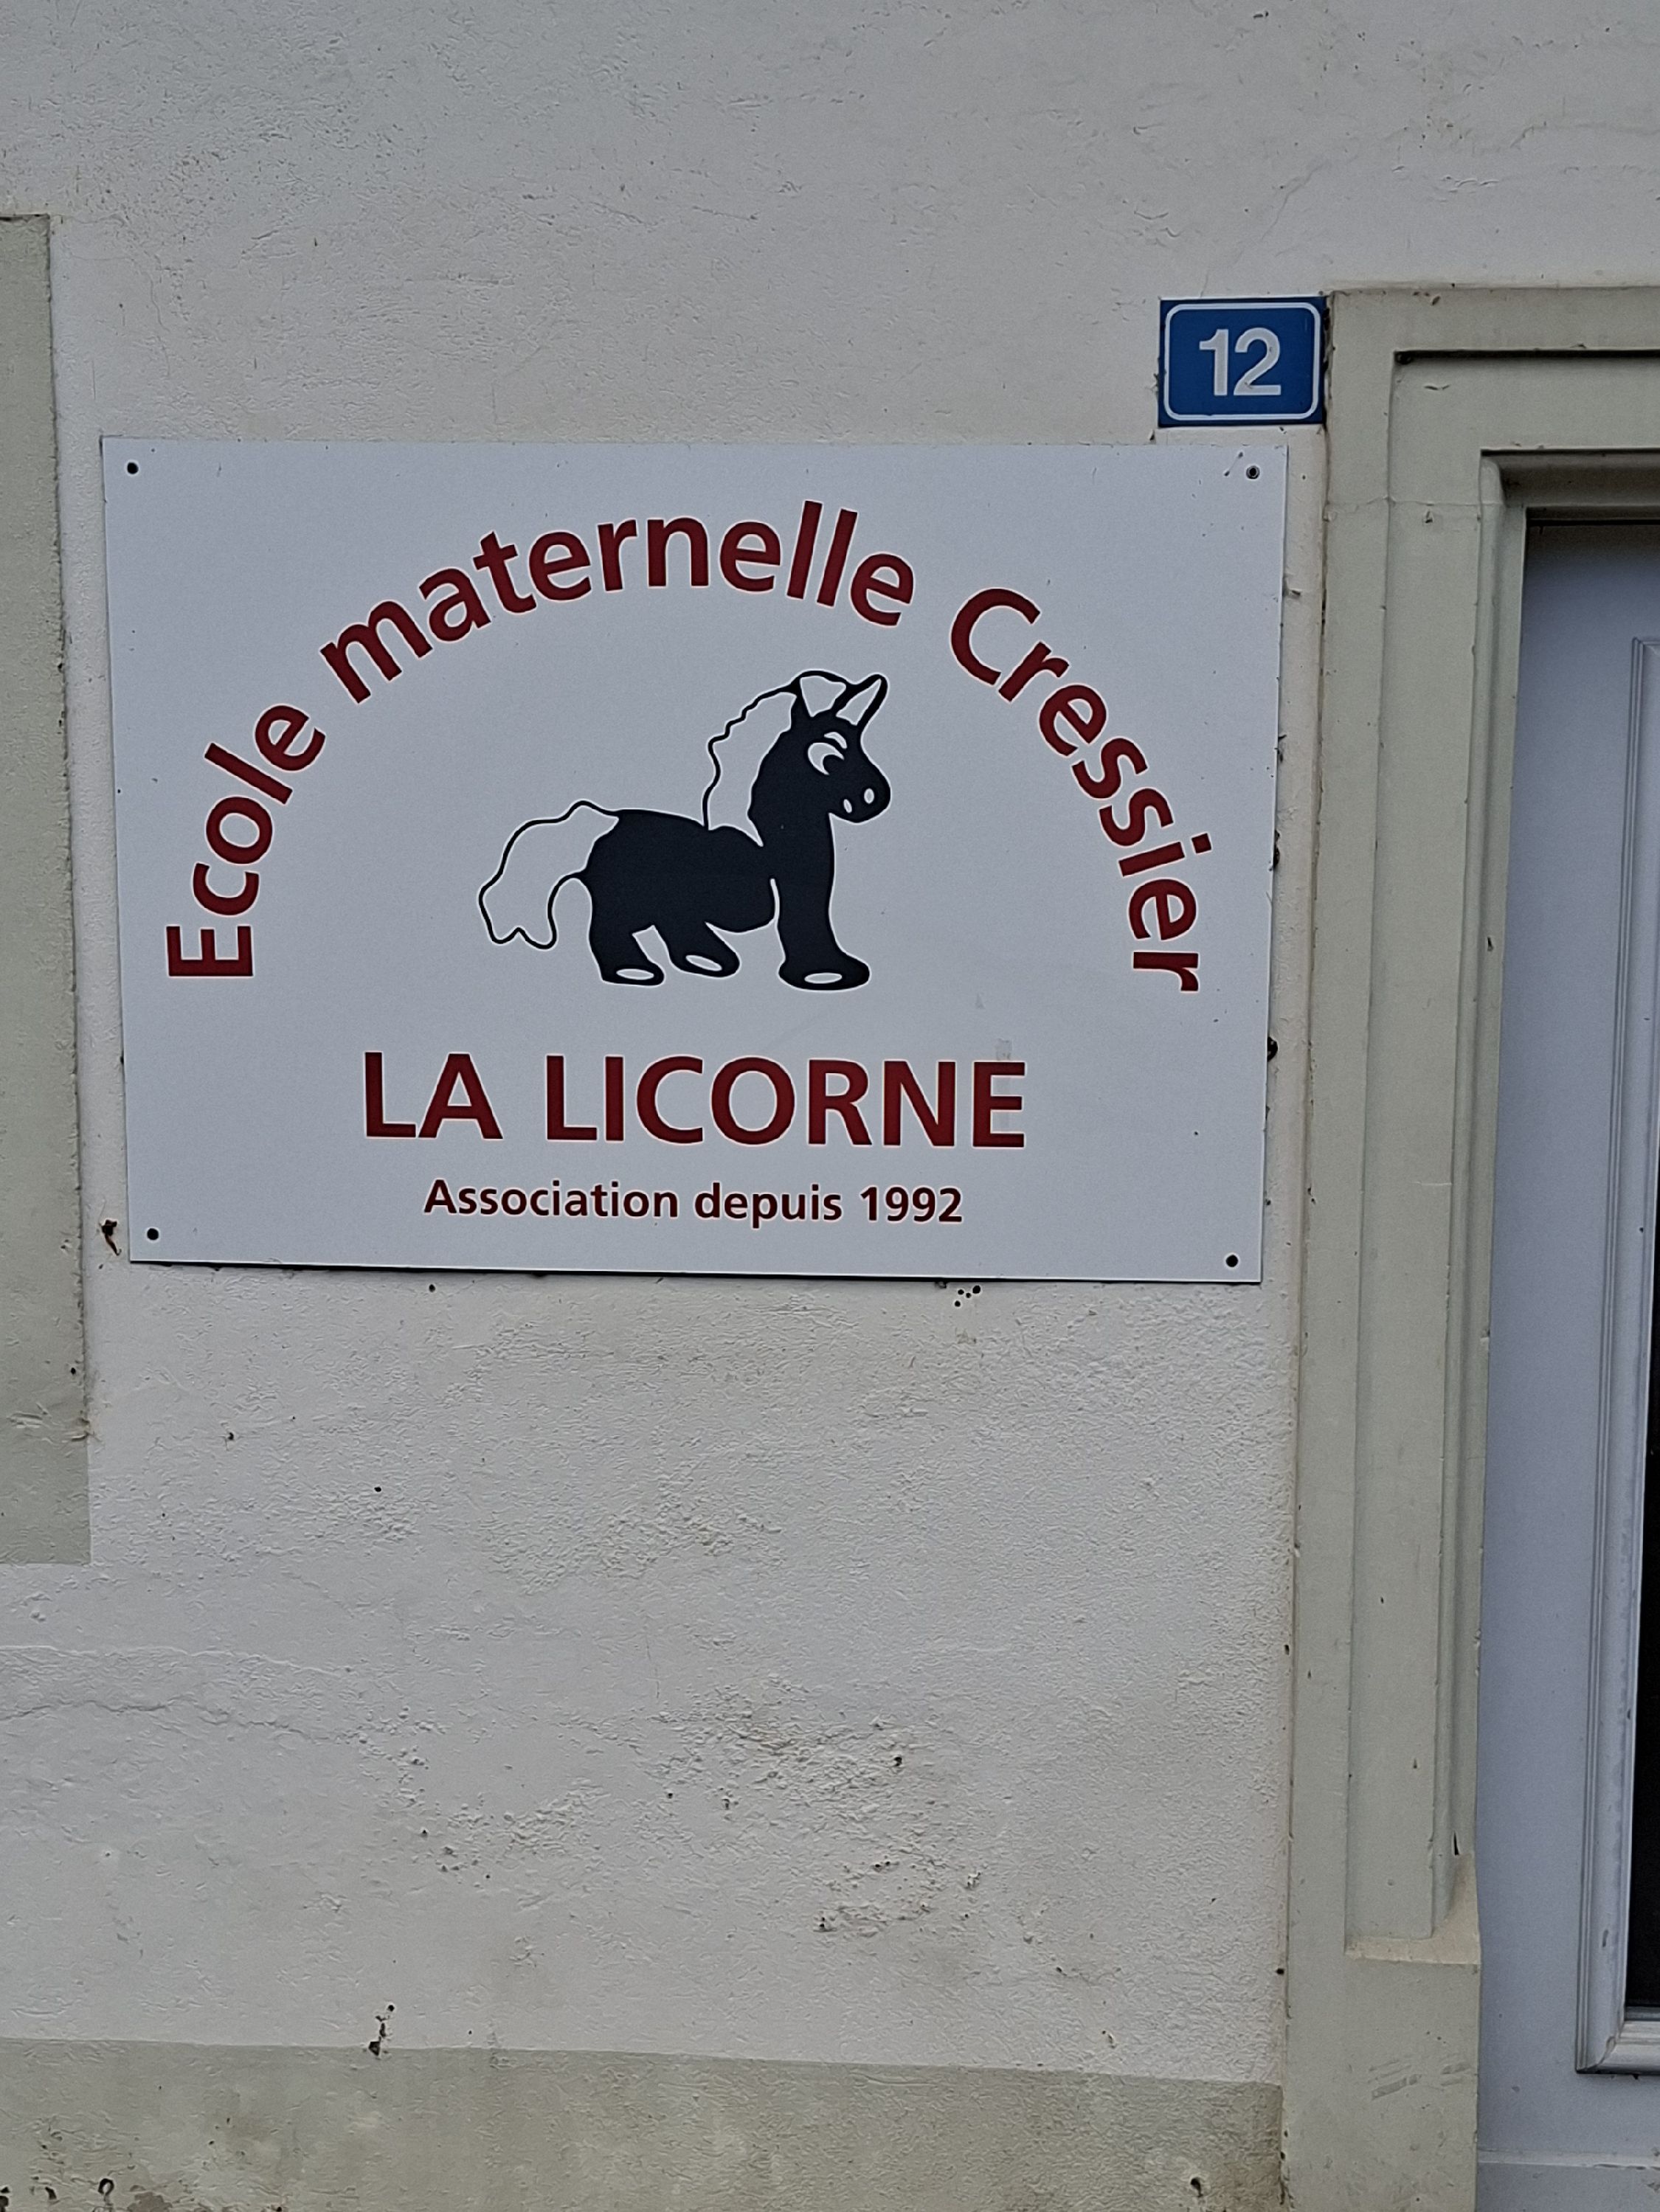 12
Ecole maternelle Cressier
LA LICORNE
Association depuis 1992